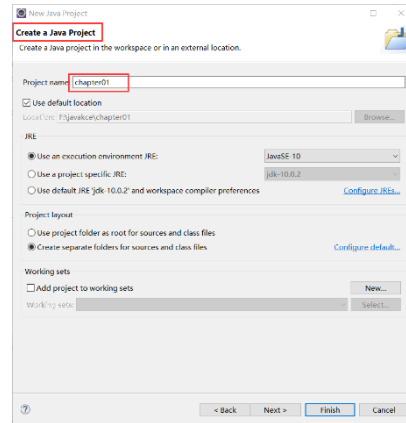 New Java Project
Create a Java Project
Create a Java project in the workspace or in an external location.
Project name: chapter01
Use default location
Location: F:\javakce\chapter01 Browse...
JRE
Use an execution environment JRE: JavaSE-10
Use a project specific JRE: jdk-10.0.2
Use default JRE 'jdk-10.0.2' and workspace compiler preferences Configure JREs...
Project layout
Use project folder as root for sources and class files
Create separate folders for sources and class files Configure default...
Working sets
Add project to working sets New...
Working sets: Select...
< Back Next > Finish Cancel